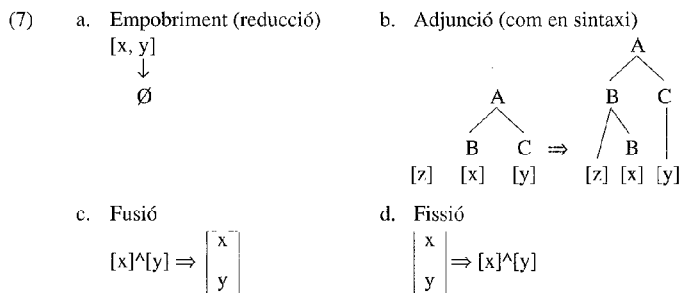 (7) a. Empobriment (reducció) b. Adjunció (com en sintaxi)
[x, y] A
↓
Ø A B C
B C ⇒ B
[z] [x] [y] [z] [x] [y]
c. Fusió d. Fissió
x x
[x]^[y] ⇒ ⇒ [x]^[y]
y y